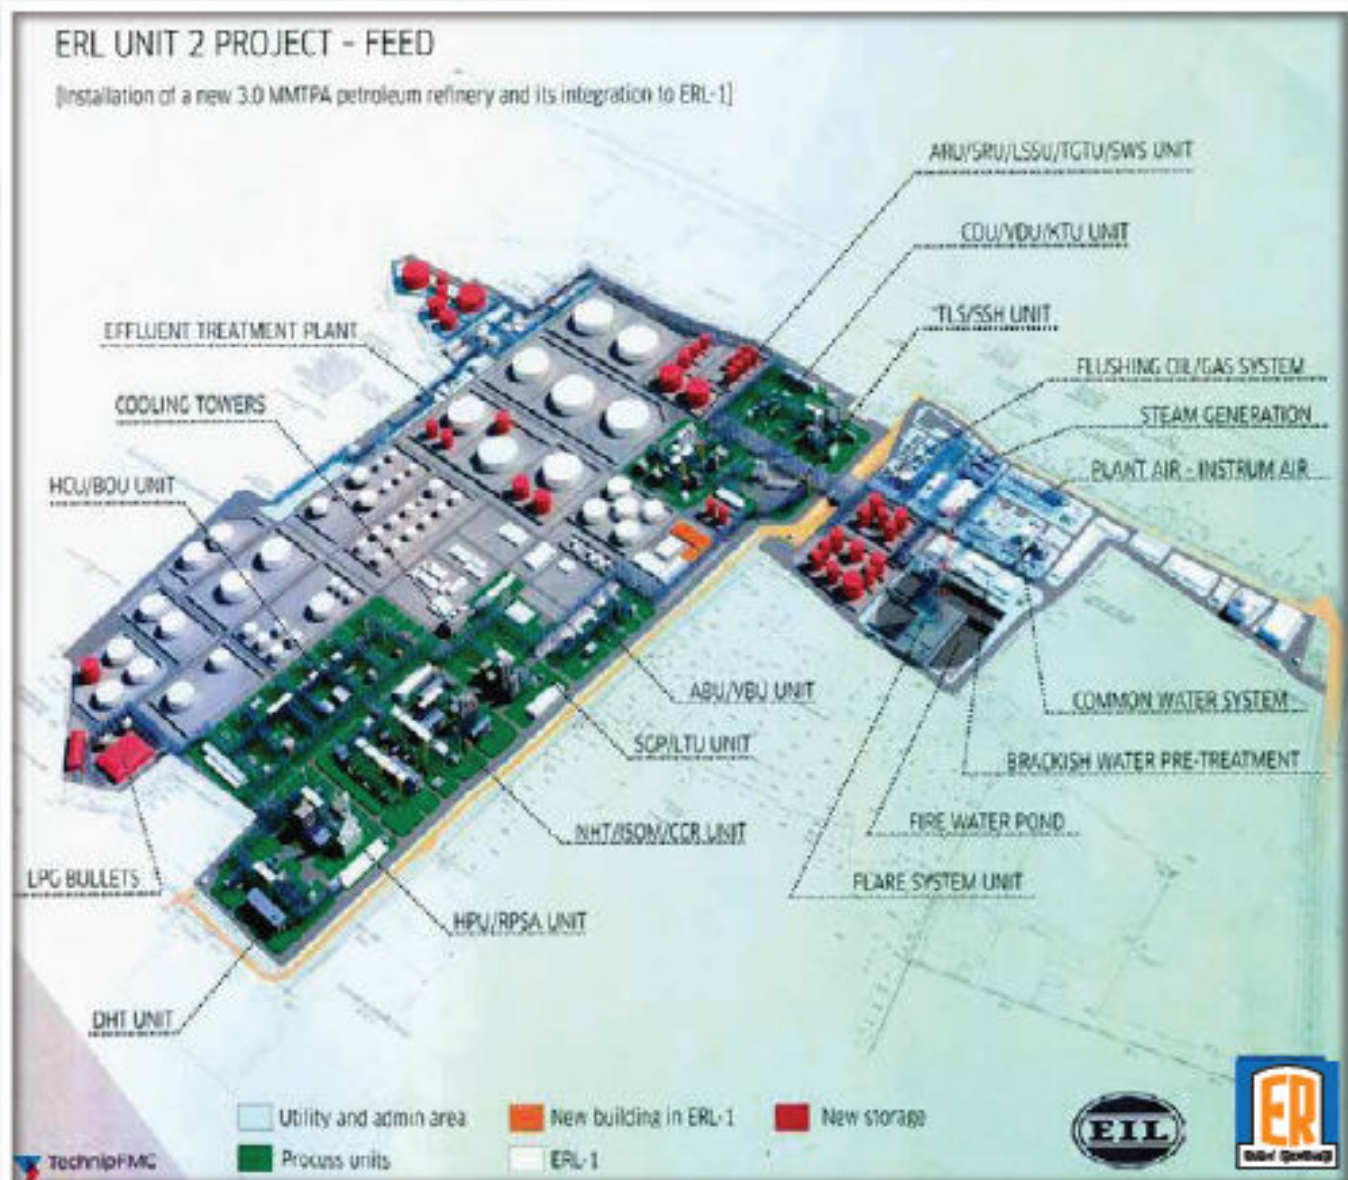 ERL UNIT 2 PROJECT - FEED
[Installation of a new 3.0 MMTPA petroleum refinery and its integration to ERL-1]
ARU/SRU/LSSU/TGTU/SWS UNIT
CDU/VDU/KTU UNIT
TLS/SSH UNIT
EFFLUENT TREATMENT PLANT
FLUSHING OIL/GAS SYSTEM
COOLING TOWERS
STEAM GENERATION
HCU/BOU UNIT
PLANT AIR - INSTRUM AIR
ABU/VBU UNIT
COMMON WATER SYSTEM
SGP/LTU UNIT
BRACKISH WATER PRE-TREATMENT
NHT/ISOM/CCR UNIT
FIRE WATER POND
LPG BULLETS
FLARE SYSTEM UNIT
HPU/RPSA UNIT
DHT UNIT
Utility and admin area
New building in ERL-1
New storage
Process units
ERL-1
TechnipFMC
EIL
ER